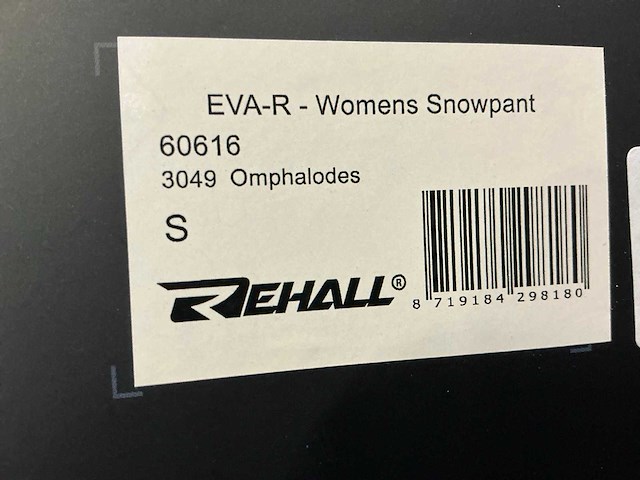 EVA-R - Womens Snowpant
60616
3049 Omphalodes
S
REHALL®
8 719184 298180